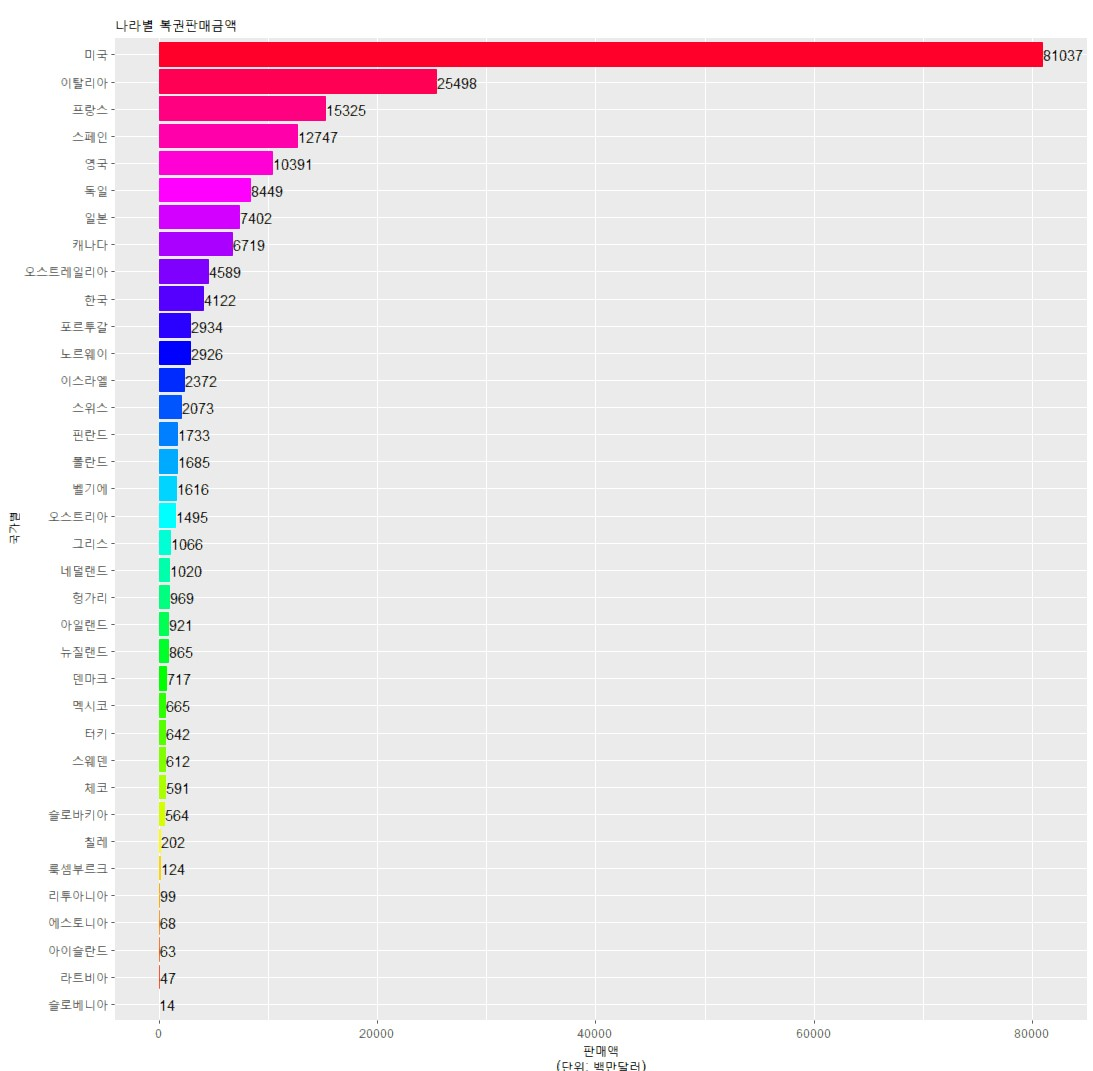 나라별 복권판매금액
미국 81037
이탈리아 25498
프랑스 15325
스페인 12747
영국 10391
독일 8449
일본 7402
캐나다 6719
오스트레일리아 4589
한국 4122
포르투갈 2934
노르웨이 2926
이스라엘 2372
스위스 2073
핀란드 1733
폴란드 1685
벨기에 1616
오스트리아 1495
그리스 1066
네덜란드 1020
헝가리 969
아일랜드 921
뉴질랜드 865
덴마크 717
멕시코 665
터키 642
스웨덴 612
체코 591
슬로바키아 564
칠레 202
룩셈부르크 124
리투아니아 99
에스토니아 68
아이슬란드 63
라트비아 47
슬로베니아 14
국가별
0 20000 40000 60000 80000
판매액
(단위: 백만달러)